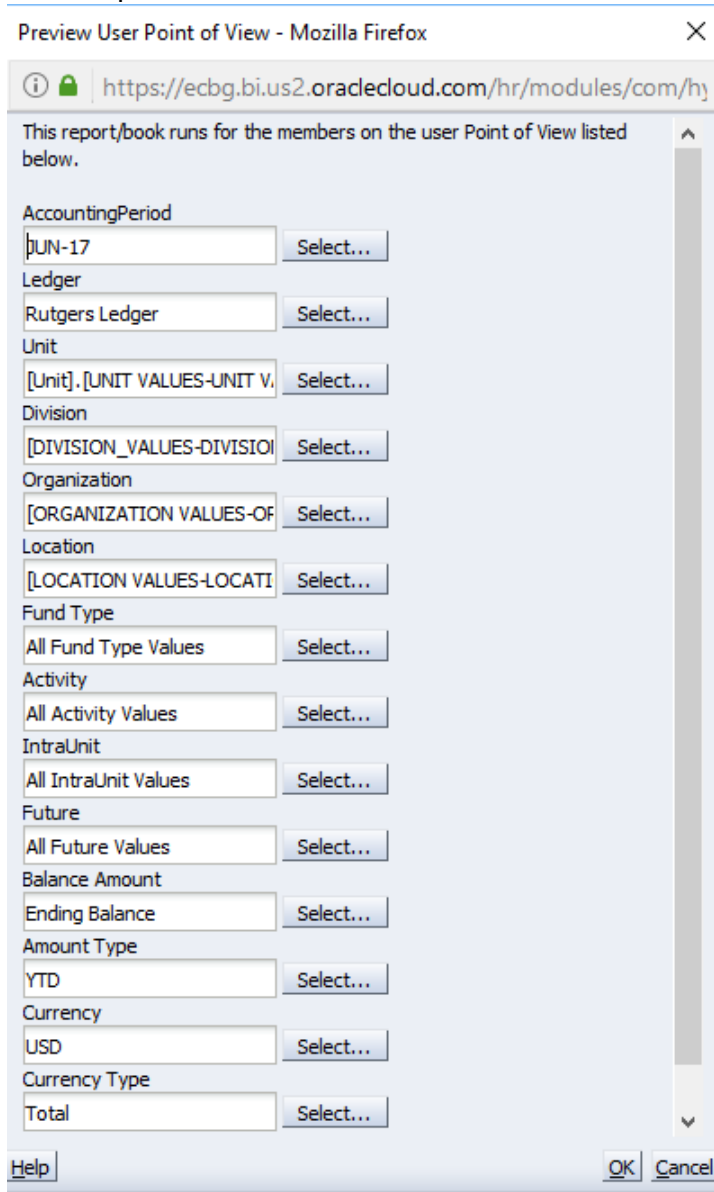 Preview User Point of View - Mozilla Firefox
https://ecbg.bi.us2.oraclecloud.com/hr/modules/com/hy
This report/book runs for the members on the user Point of View listed
below.
AccountingPeriod
JUN-17 Select...
Ledger
Rutgers Ledger Select...
Unit
[Unit].[UNIT VALUES-UNIT V Select...
Division
[DIVISION_VALUES-DIVISIO Select...
Organization
[ORGANIZATION VALUES-OF Select...
Location
[LOCATION VALUES-LOCATI Select...
Fund Type
All Fund Type Values Select...
Activity
All Activity Values Select...
IntraUnit
All IntraUnit Values Select...
Future
All Future Values Select...
Balance Amount
Ending Balance Select...
Amount Type
YTD Select...
Currency
USD Select...
Currency Type
Total Select...
Help OK Cancel